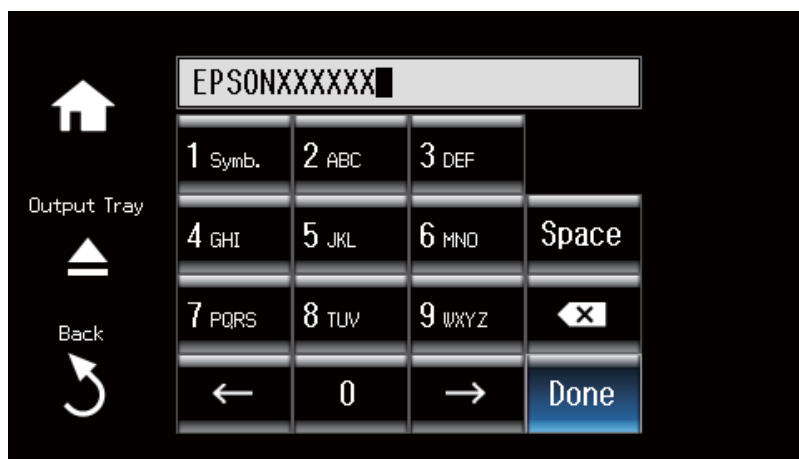 EPSONXXXXXX
1 Symb. 2 ABC 3 DEF
Output Tray
4 GHI 5 JKL 6 MNO Space
7 PQRS 8 TUV 9 WXYZ
Back
← 0 → Done